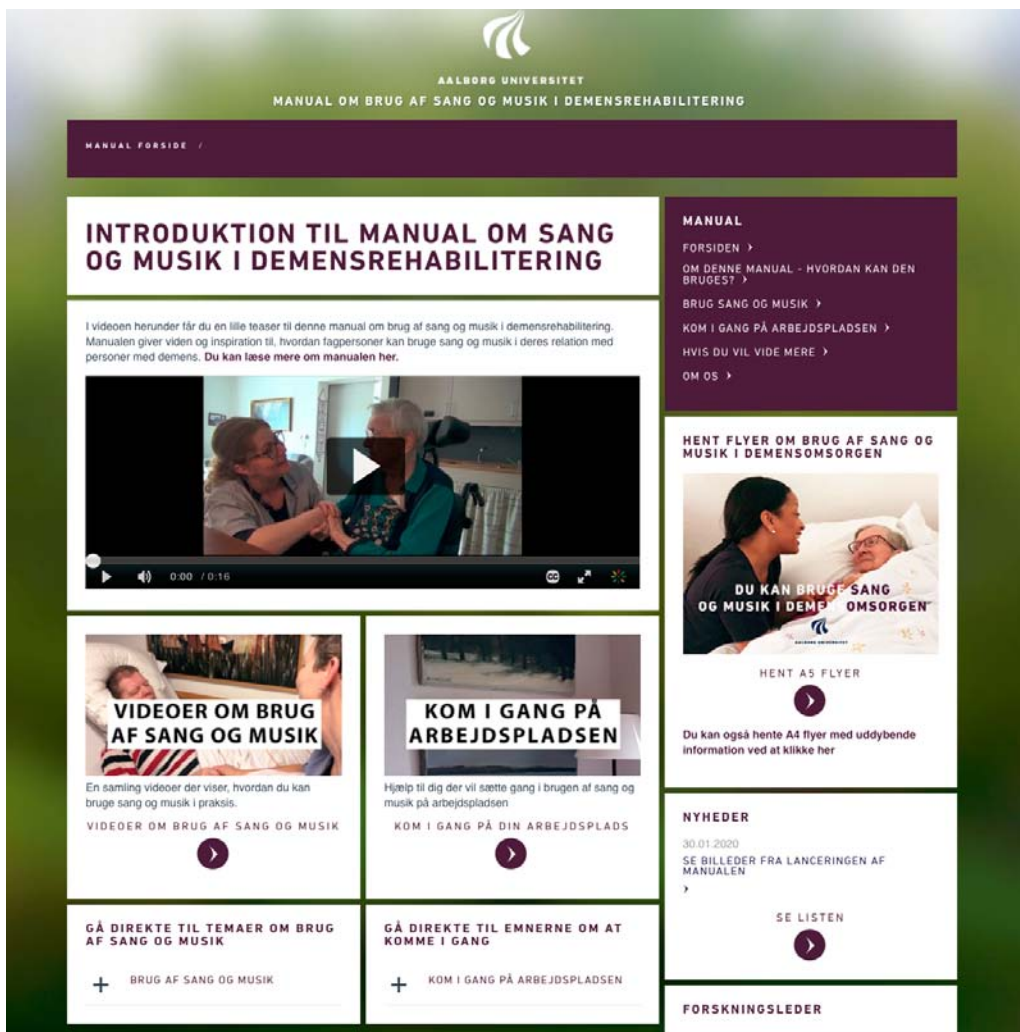 AALBORG UNIVERSITET
MANUAL OM BRUG AF SANG OG MUSIK I DEMENSREHABILITERING
MANUAL FORSIDE /
INTRODUKTION TIL MANUAL OM SANG
OG MUSIK I DEMENSREHABILITERING
I videoen herunder får du en lille teaser til denne manual om brug af sang og musik i demensrehabilitering.
Manualen giver viden og inspiration til, hvordan fagpersoner kan bruge sang og musik i deres relation med
personer med demens. Du kan læse mere om manualen her.
0:00 / 0:16
CC
VIDEOER OM BRUG
AF SANG OG MUSIK
En samling videoer der viser, hvordan du kan
bruge sang og musik i praksis.
VIDEOER OM BRUG AF SANG OG MUSIK
KOM I GANG PÅ
ARBEJDSPLADSEN
Hjælp til dig der vil sætte gang i brugen af sang og
musik på arbejdspladsen
KOM I GANG PÅ DIN ARBEJDSPLADS
GÅ DIREKTE TIL TEMAER OM BRUG
AF SANG OG MUSIK
+ BRUG AF SANG OG MUSIK
GÅ DIREKTE TIL EMNERNE OM AT
KOMME I GANG
+ KOM I GANG PÅ ARBEJDSPLADSEN
MANUAL
FORSIDEN >
OM DENNE MANUAL - HVORDAN KAN DEN
BRUGES? >
BRUG SANG OG MUSIK >
KOM I GANG PÅ ARBEJDSPLADSEN >
HVIS DU VIL VIDE MERE >
OM OS >
HENT FLYER OM BRUG AF SANG OG
MUSIK I DEMENSOMSORGEN
DU KAN BRUGE SANG
OG MUSIK I DEMENSOMSORGEN
AALBORG UNIVERSITET
HENT A5 FLYER
Du kan også hente A4 flyer med uddybende
information ved at klikke her
NYHEDER
30.01.2020
SE BILLEDER FRA LANCERINGEN AF
MANUALEN
>
SE LISTEN
FORSKNINGSLEDER